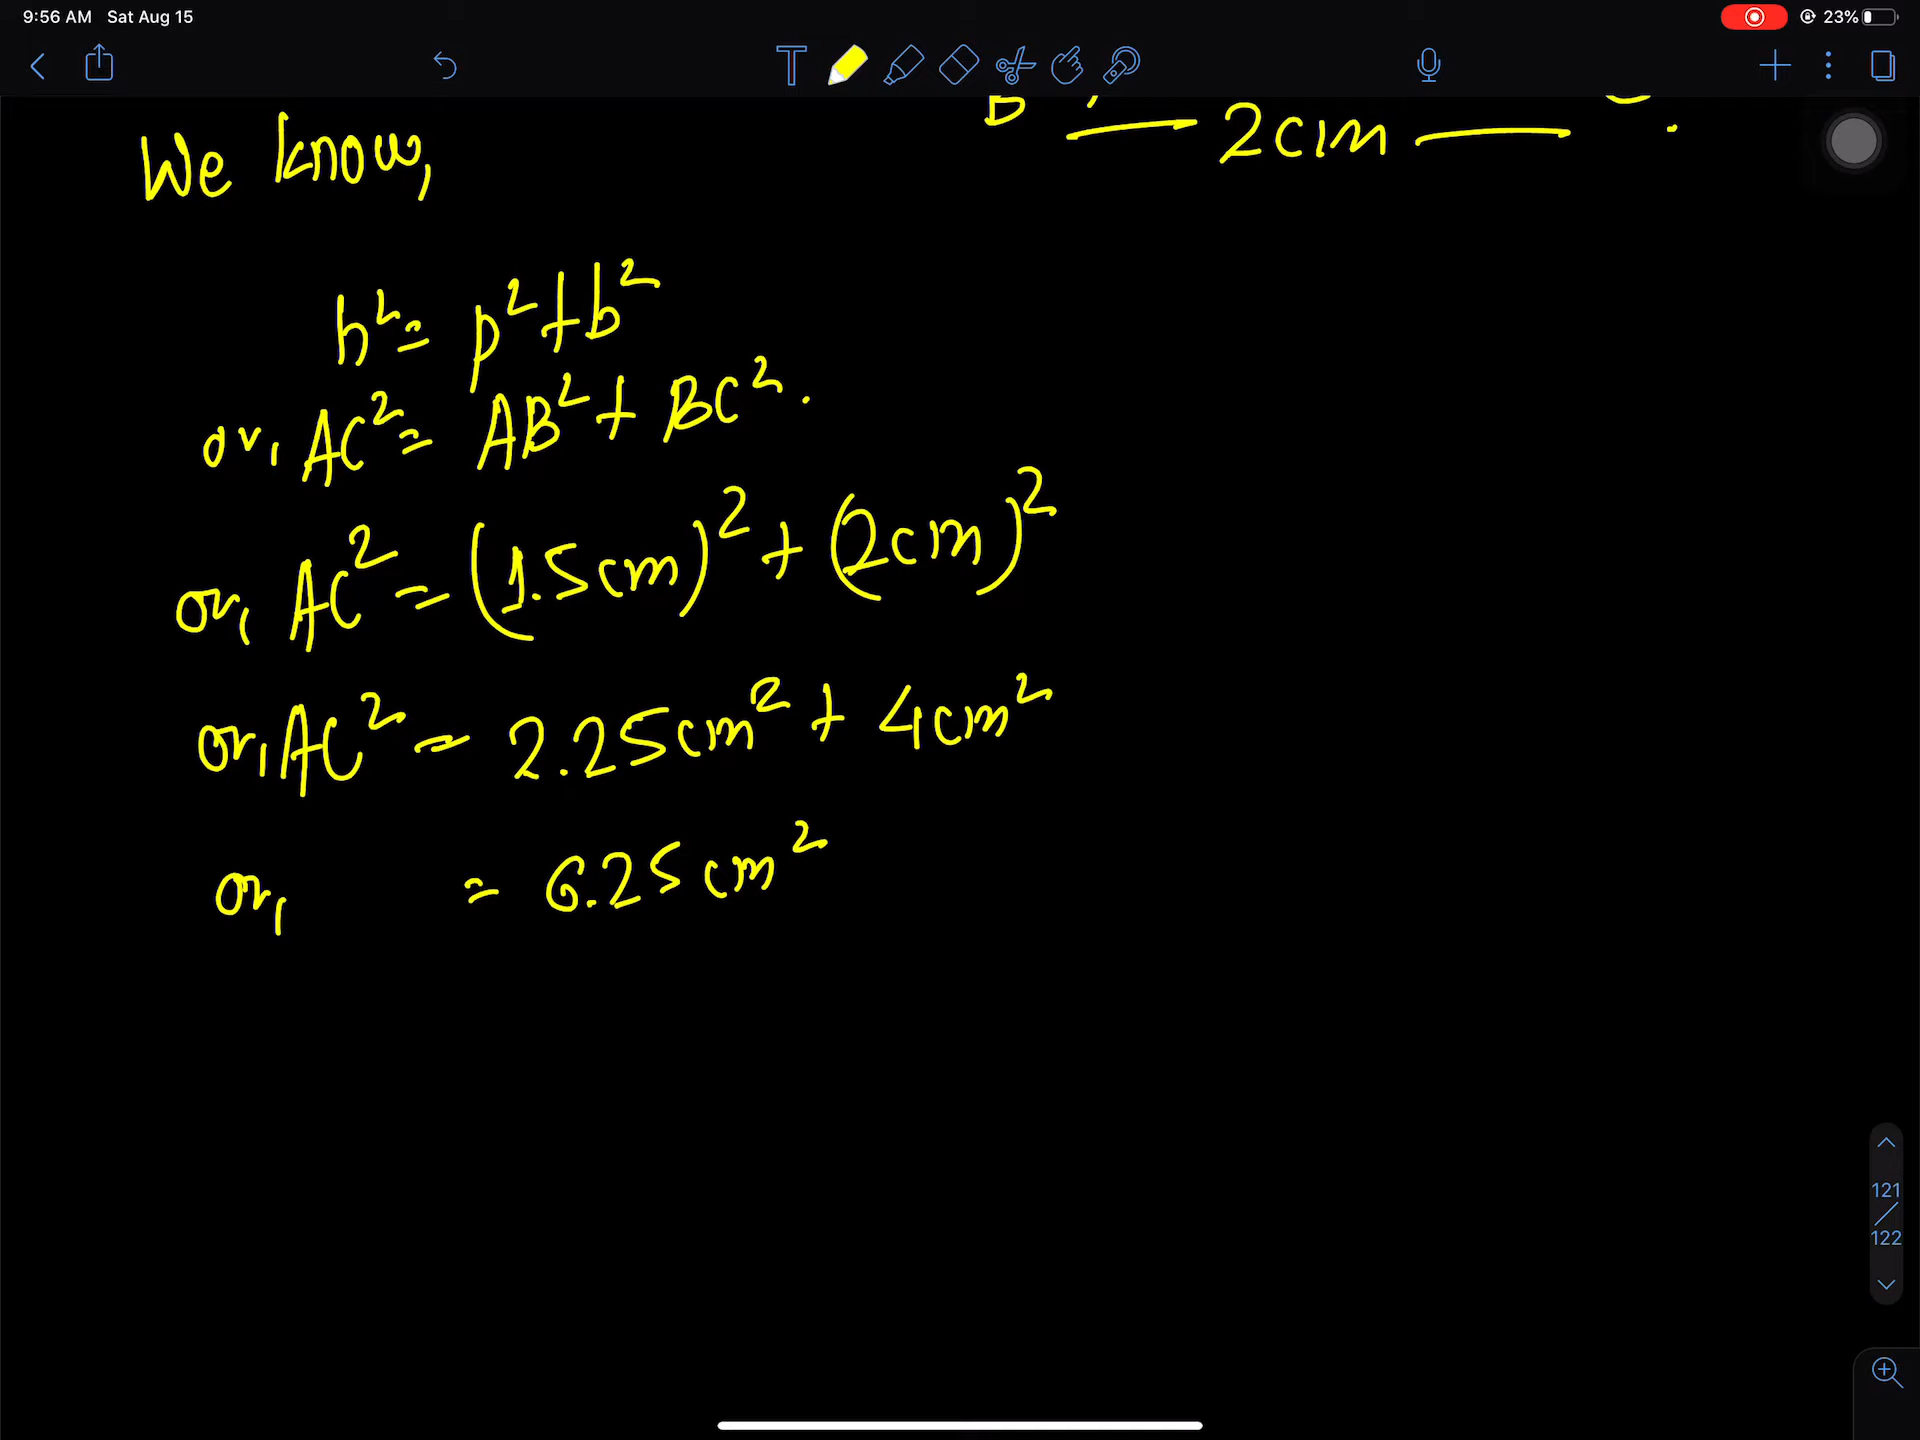 9:56 AM Sat Aug 15
23%
T
B
2cm
We know,
h²= p²+b²
or, AC²= AB²+ BC².
or, AC² = (1.5cm)²+ (2cm)²
or, AC² = 2.25cm² + 4cm²
or, = 6.25 cm²
121
/
122